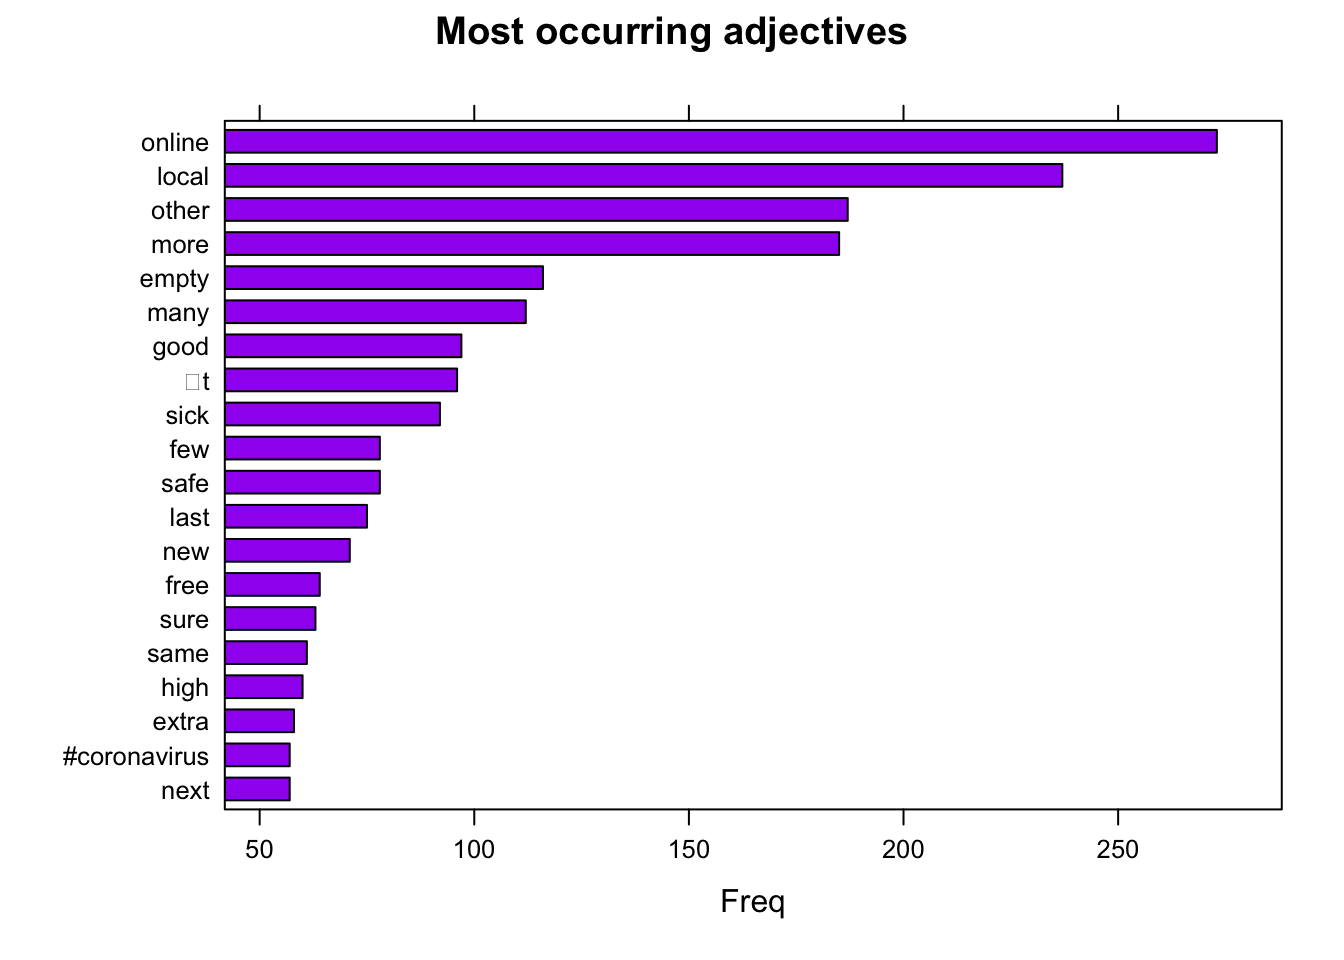 Most occurring adjectives
online
local
other
more
empty
many
good
□t
sick
few
safe
last
new
free
sure
same
high
extra
#coronavirus
next
50 100 150 200 250
Freq